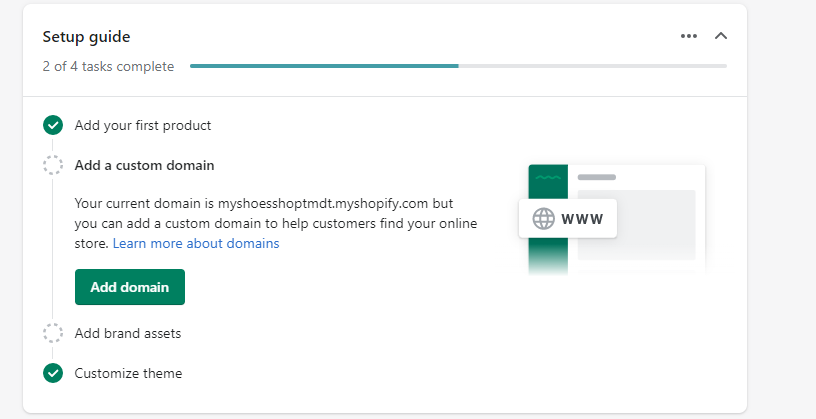 Setup guide
2 of 4 tasks complete
Add your first product
Add a custom domain
Your current domain is myshoesshoptmdt.myshopify.com but
you can add a custom domain to help customers find your online
store. Learn more about domains
WWW
Add domain
Add brand assets
Customize theme